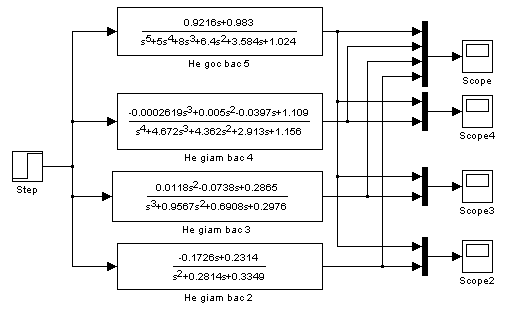 0.9216s+0.983
s⁵+5s⁴+8s³+6.4s²+3.584s+1.024
He goc bac 5
Scope
-0.0002619s³+0.005s²-0.0397s+1.109
s⁴+4.672s³+4.362s²+2.913s+1.156
He giam bac 4
Scope4
Step
0.0118s²-0.0738s+0.2865
s³+0.9567s²+0.6908s+0.2976
He giam bac 3
Scope3
-0.1726s+0.2314
s²+0.2814s+0.3349
He giam bac 2
Scope2